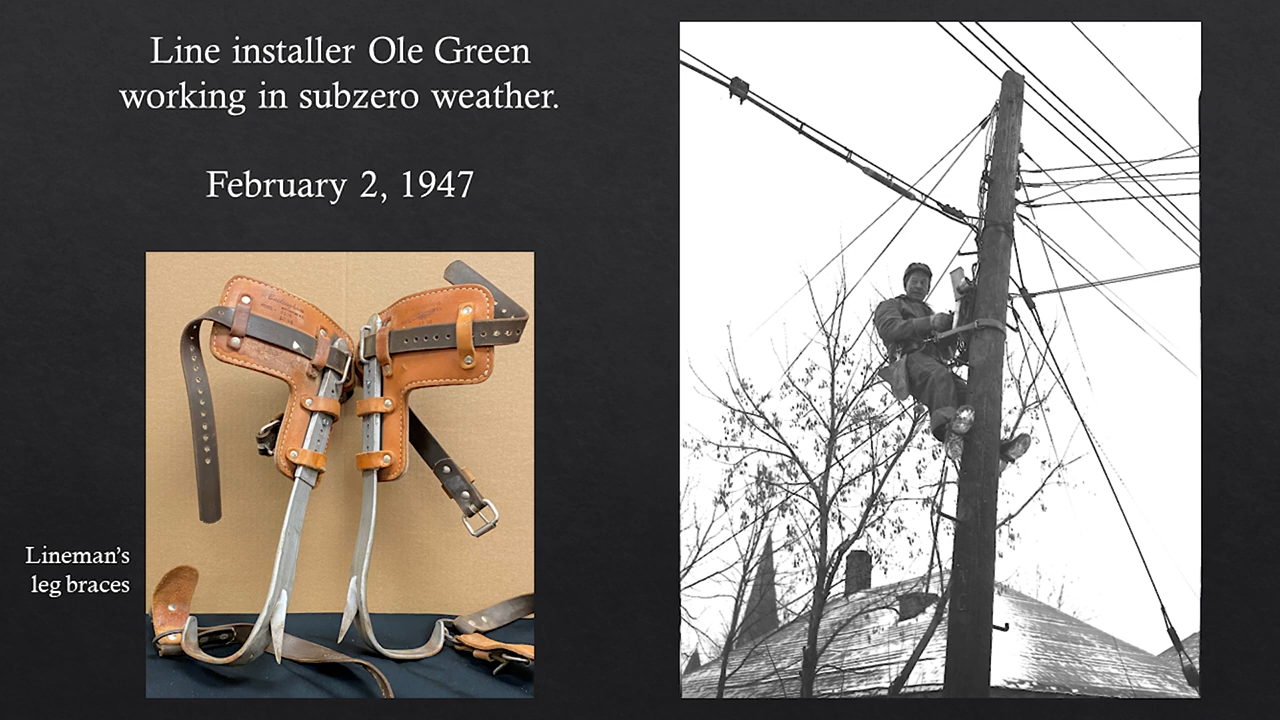 Line installer Ole Green
working in subzero weather.
February 2, 1947
Lineman’s
leg braces